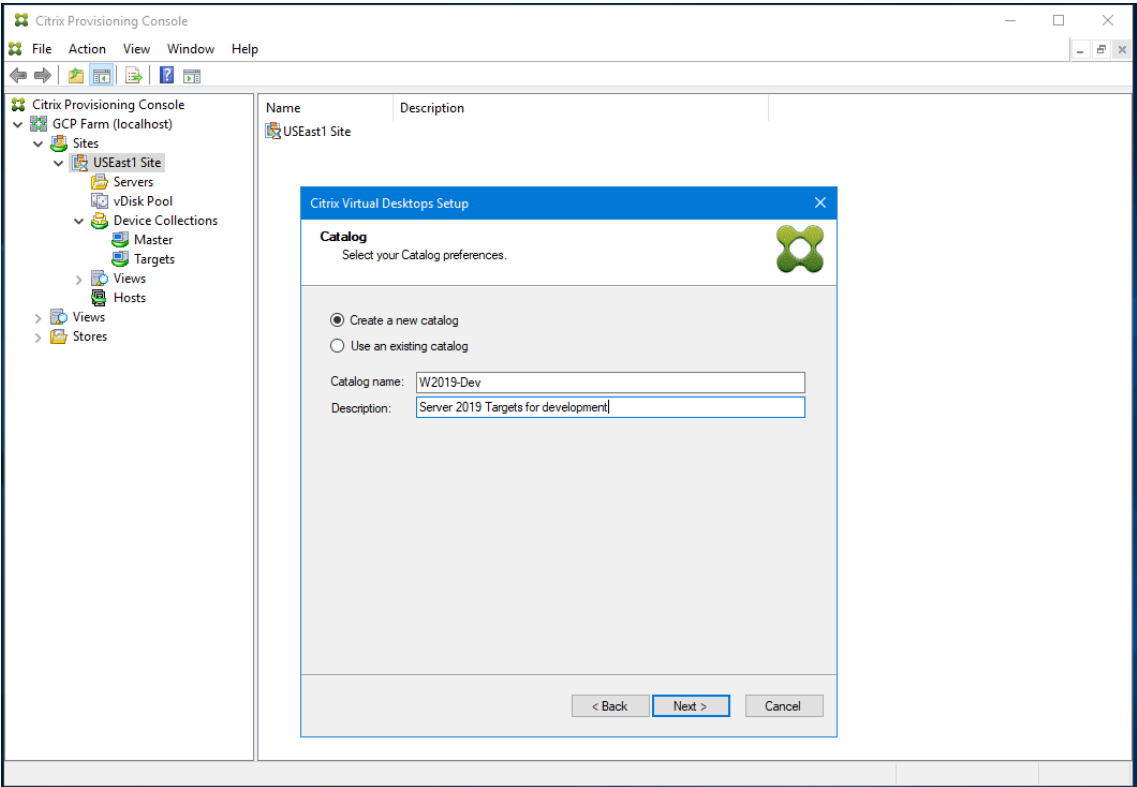 Citrix Provisioning Console
File Action View Window Help
Citrix Provisioning Console
GCP Farm (localhost)
Sites
USEast1 Site
Servers
vDisk Pool
Device Collections
Master
Targets
Views
Hosts
Views
Stores
Name Description
USEast1 Site
Citrix Virtual Desktops Setup
Catalog
Select your Catalog preferences.
Create a new catalog
Use an existing catalog
Catalog name: W2019-Dev
Description: Server 2019 Targets for development
< Back Next > Cancel